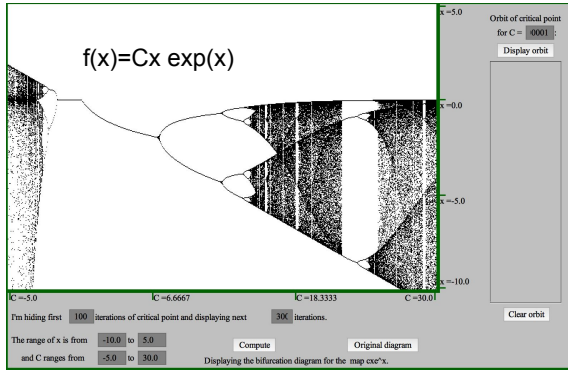 f(x)=Cx exp(x)
x =5.0
x =0.0
x =-5.0
x =-10.0
C =-5.0
C =6.6667
C =18.3333
C =30.0
Orbit of critical point
for C = :0001 :
Display orbit
Clear orbit
I'm hiding first 100 iterations of critical point and displaying next 30( iterations.
The range of x is from -10.0 to 5.0
and C ranges from -5.0 to 30.0
Compute
Original diagram
Displaying the bifurcation diagram for the map cxe^x.